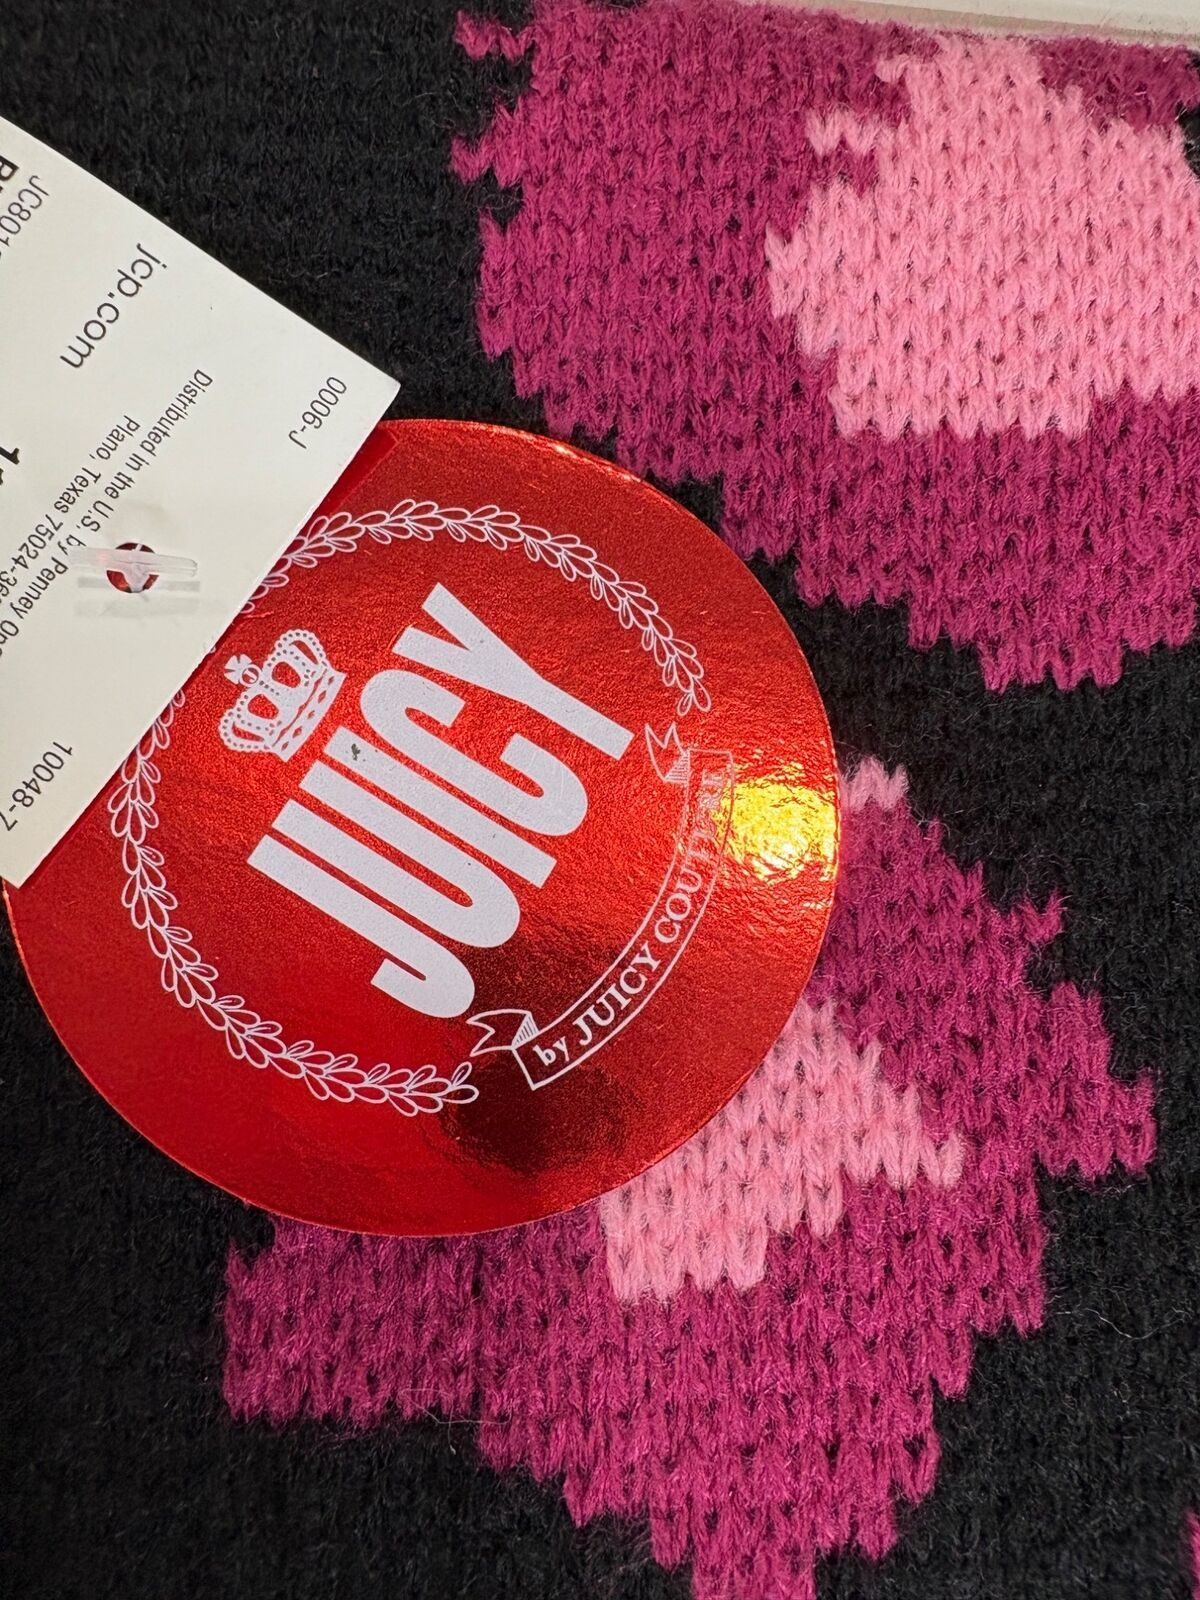 jcp.com
0006-J
Distributed in the U.S. by Penney
Plano, Texas 75024
10048-7
JUICY
by JUICY COUTURE